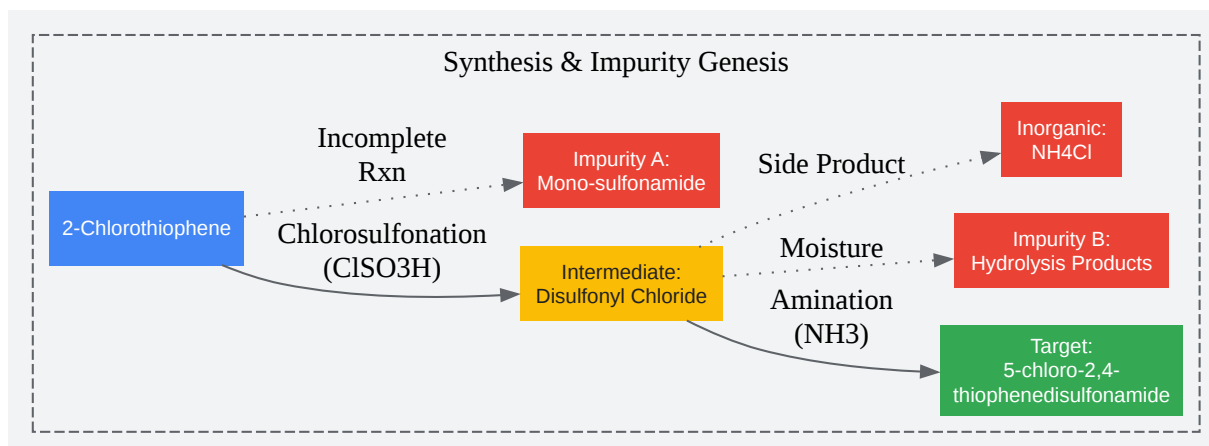 Synthesis & Impurity Genesis
Incomplete
Rxn
Impurity A:
Mono-sulfonamide
Side Product
Inorganic:
NH4Cl
2-Chlorothiophene
Chlorosulfonation
(ClSO3H)
Intermediate:
Disulfonyl Chloride
Moisture
Impurity B:
Hydrolysis Products
Amination
(NH3)
Target:
5-chloro-2,4-
thiophenedisulfonamide